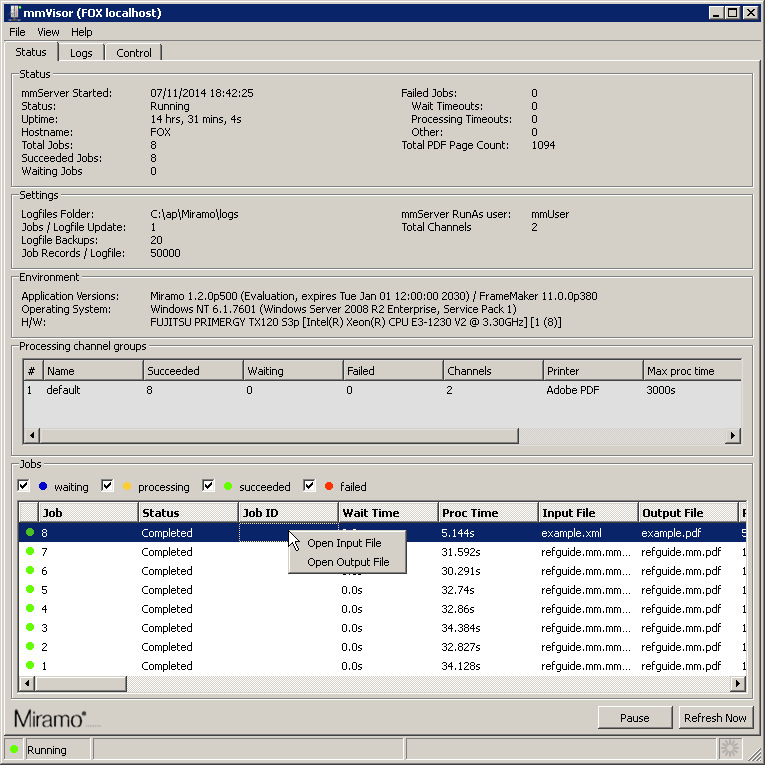 mmVisor (FOX localhost)
File View Help
Status Logs Control
Status
mmServer Started: 07/11/2014 18:42:25 Failed Jobs: 0
Status: Running Wait Timeouts: 0
Uptime: 14 hrs, 31 mins, 4s Processing Timeouts: 0
Hostname: FOX Other: 0
Total Jobs: 8 Total PDF Page Count: 1094
Succeeded Jobs: 8
Waiting Jobs 0
Settings
Logfiles Folder: C:\ap\Miramo\logs mmServer RunAs user: mmUser
Jobs / Logfile Update: 1 Total Channels 2
Logfile Backups: 20
Job Records / Logfile: 50000
Environment
Application Versions: Miramo 1.2.0p500 (Evaluation, expires Tue Jan 01 12:00:00 2030) / FrameMaker 11.0.0p380
Operating System: Windows NT 6.1.7601 (Windows Server 2008 R2 Enterprise, Service Pack 1)
H/W: FUJITSU PRIMERGY TX120 S3p [Intel(R) Xeon(R) CPU E3-1230 V2 @ 3.30GHz] [1 (8)]
Processing channel groups
# Name Succeeded Waiting Failed Channels Printer Max proc time
1 default 8 0 0 2 Adobe PDF 3000s
Jobs
waiting processing succeeded failed
Job Status Job ID Wait Time Proc Time Input File Output File
8 Completed 5.144s example.xml example.pdf
Open Input File
Open Output File
7 Completed 31.592s refguide.mm.mm... refguide.mm.pdf 1
6 Completed 0.0s 30.291s refguide.mm.mm... refguide.mm.pdf 1
5 Completed 0.0s 32.74s refguide.mm.mm... refguide.mm.pdf 1
4 Completed 0.0s 32.86s refguide.mm.mm... refguide.mm.pdf 1
3 Completed 0.0s 34.384s refguide.mm.mm... refguide.mm.pdf 1
2 Completed 0.0s 32.827s refguide.mm.mm... refguide.mm.pdf 1
1 Completed 0.0s 34.128s refguide.mm.mm... refguide.mm.pdf 1
Miramo Pause Refresh Now
Running